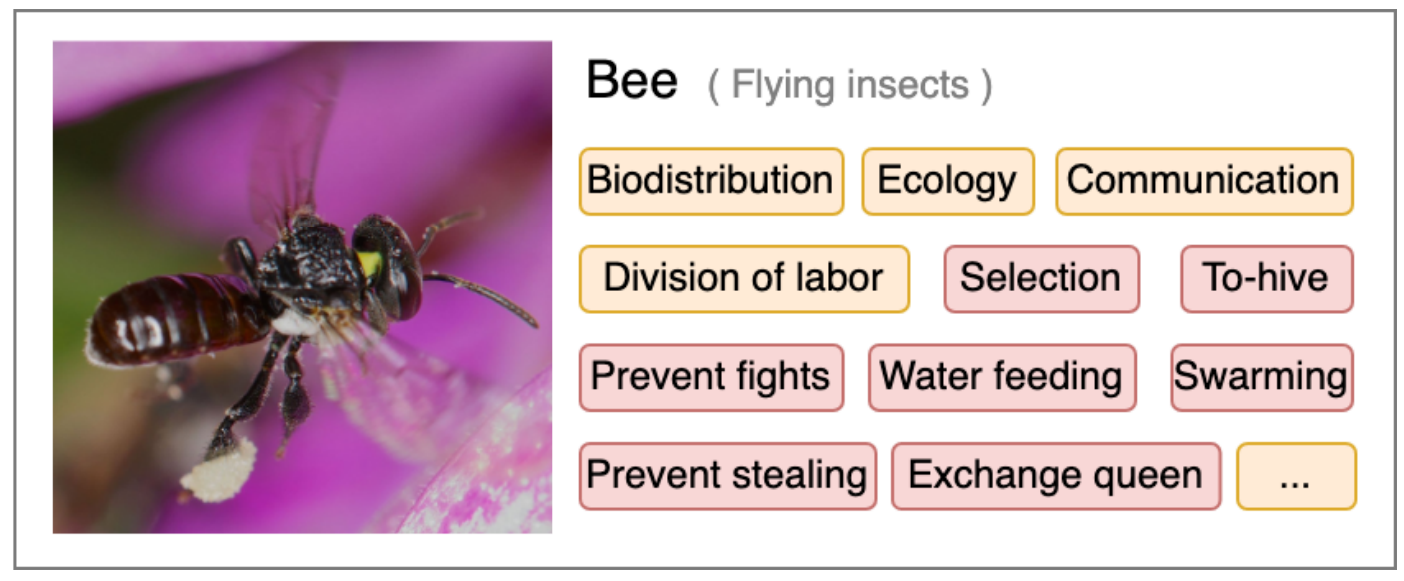 Bee ( Flying insects )
Biodistribution Ecology Communication
Division of labor Selection To-hive
Prevent fights Water feeding Swarming
Prevent stealing Exchange queen ...